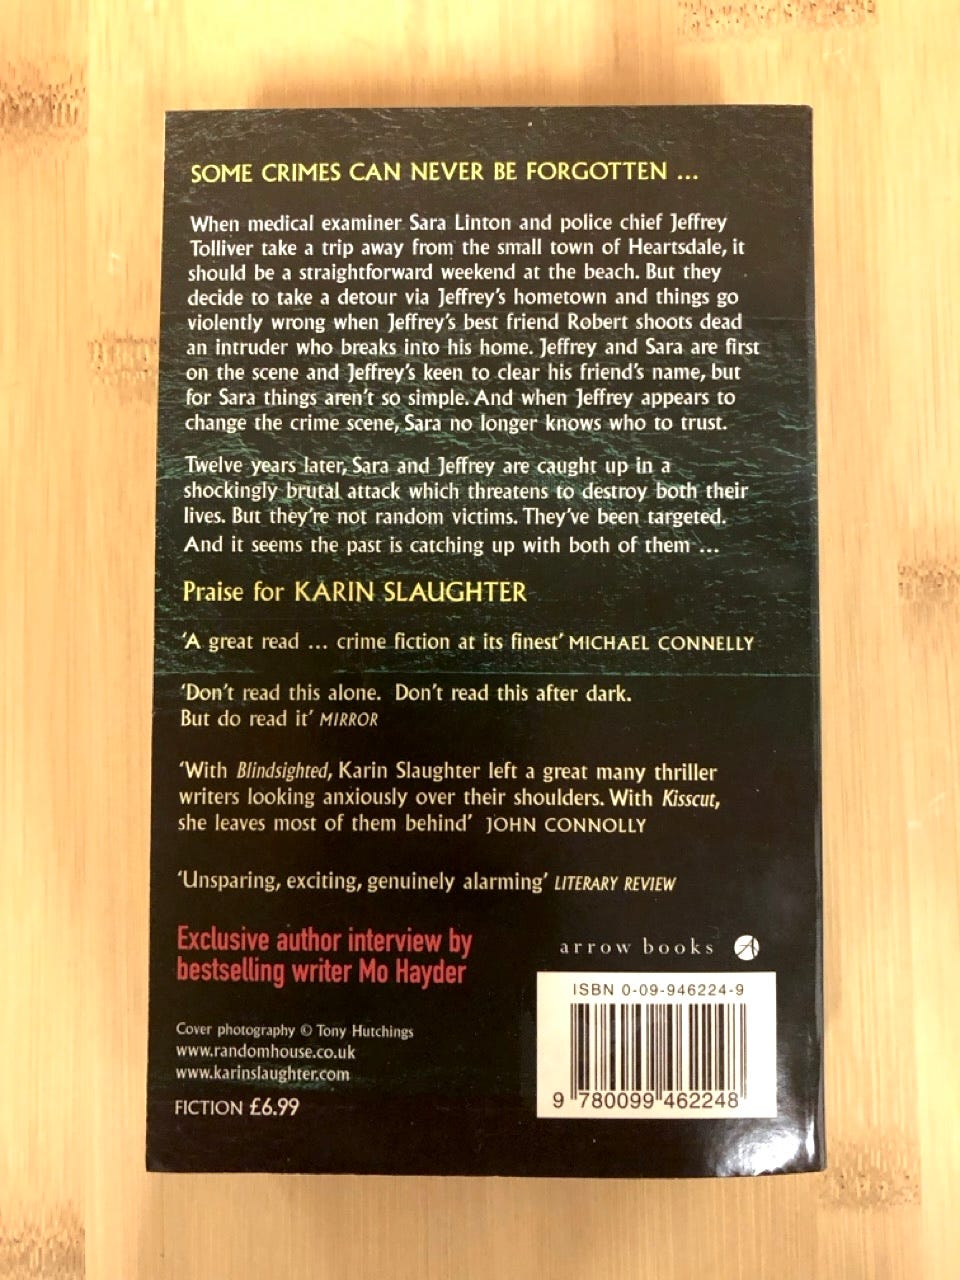 SOME CRIMES CAN NEVER BE FORGOTTEN ...
When medical examiner Sara Linton and police chief Jeffrey
Tolliver take a trip away from the small town of Heartsdale, it
should be a straightforward weekend at the beach. But they
decide to take a detour via Jeffrey's hometown and things go
violently wrong when Jeffrey's best friend Robert shoots dead
an intruder who breaks into his home. Jeffrey and Sara are first
on the scene and Jeffrey's keen to clear his friend's name, but
for Sara things aren't so simple. And when Jeffrey appears to
change the crime scene, Sara no longer knows who to trust.
Twelve years later, Sara and Jeffrey are caught up in a
shockingly brutal attack which threatens to destroy both their
lives. But they're not random victims. They've been targeted.
And it seems the past is catching up with both of them ...
Praise for KARIN SLAUGHTER
'A great read ... crime fiction at its finest' MICHAEL CONNELLY
'Don't read this alone. Don't read this after dark.
But do read it' MIRROR
'With Blindsighted, Karin Slaughter left a great many thriller
writers looking anxiously over their shoulders. With Kisscut,
she leaves most of them behind' JOHN CONNOLLY
'Unsparing, exciting, genuinely alarming' LITERARY REVIEW
Exclusive author interview by
bestselling writer Mo Hayder
arrow books
ISBN 0-09-946224-9
9 780099 462248
Cover photography © Tony Hutchings
www.randomhouse.co.uk
www.karinslaughter.com
FICTION £6.99